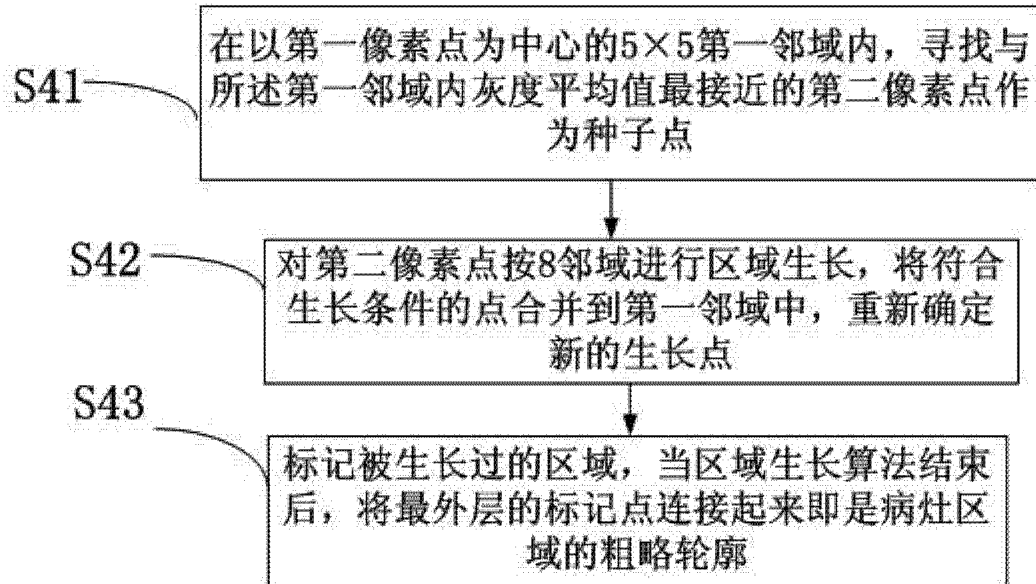 S41
在以第一像素点为中心的5×5第一邻域内，寻找与
所述第一邻域内灰度平均值最接近的第二像素点作
为种子点
S42
对第二像素点按8邻域进行区域生长，将符合
生长条件的点合并到第一邻域中，重新确定
新的生长点
S43
标记被生长过的区域，当区域生长算法结束
后，将最外层的标记点连接起来即是病灶区
域的粗略轮廓